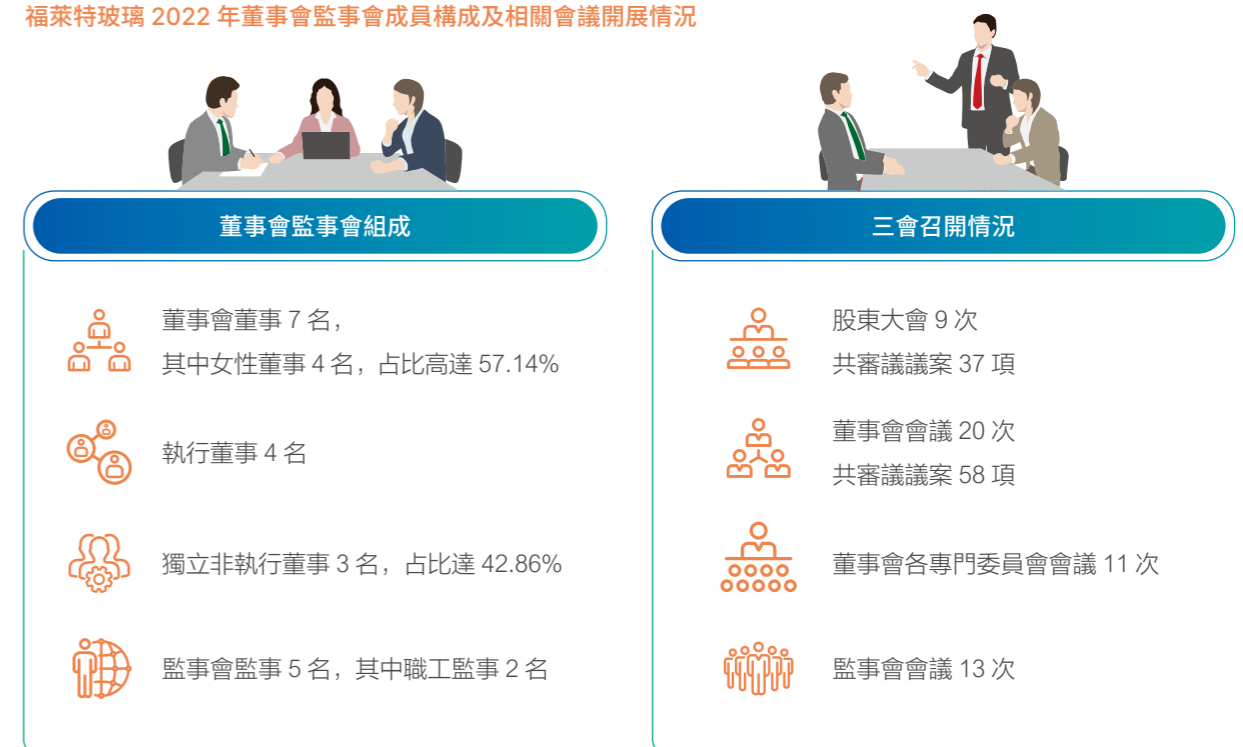 福萊特玻璃 2022 年董事會監事會成員構成及相關會議開展情況
董事會監事會組成
董事會董事 7 名，
其中女性董事 4 名，占比高達 57.14%
執行董事 4 名
獨立非執行董事 3 名，占比達 42.86%
監事會監事 5 名，其中職工監事 2 名
三會召開情況
股東大會 9 次
共審議議案 37 項
董事會會議 20 次
共審議議案 58 項
董事會各專門委員會會議 11 次
監事會會議 13 次